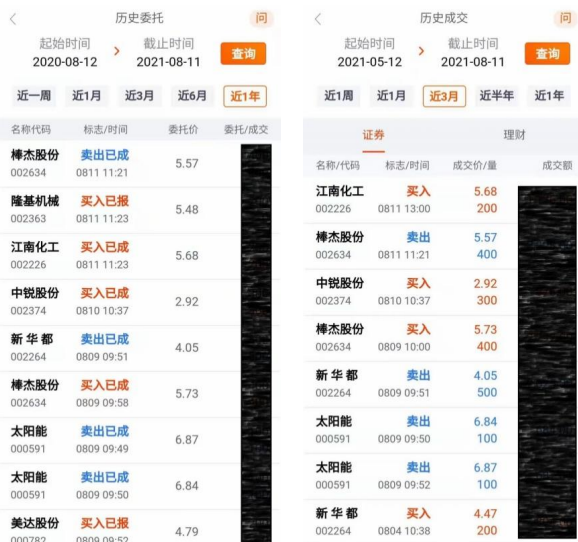 历史委托
问
起始时间
截止时间
2020-08-12
2021-08-11
查询
近一周 近1月 近3月 近6月 近1年
名称代码 标志/时间 委托价 委托/成交
棒杰股份 卖出已成 5.57
002634 0811 11:21
隆基机械 买入已报 5.48
002363 0811 11:23
江南化工 买入已成 5.68
002226 0811 11:23
中锐股份 买入已成 2.92
002374 0810 10:37
新华都 卖出已成 4.05
002264 0809 09:51
棒杰股份 买入已成 5.73
002634 0809 09:58
太阳能 卖出已成 6.87
000591 0809 09:49
太阳能 卖出已成 6.84
000591 0809 09:50
美达股份 买入已报 4.79
000782 0809 09:52
历史成交
问
起始时间
截止时间
2021-05-12
2021-08-11
查询
近1周 近1月 近3月 近半年 近1年
证券 理财
名称/代码 标志/时间 成交价/量 成交额
江南化工 买入 5.68
002226 0811 13:00 200
棒杰股份 卖出 5.57
002634 0811 11:21 400
中锐股份 买入 2.92
002374 0810 10:37 300
棒杰股份 买入 5.73
002634 0809 10:00 400
新华都 卖出 4.05
002264 0809 09:51 500
太阳能 卖出 6.84
000591 0809 09:50 100
太阳能 卖出 6.87
000591 0809 09:52 100
新华都 买入 4.47
002264 0804 10:38 200